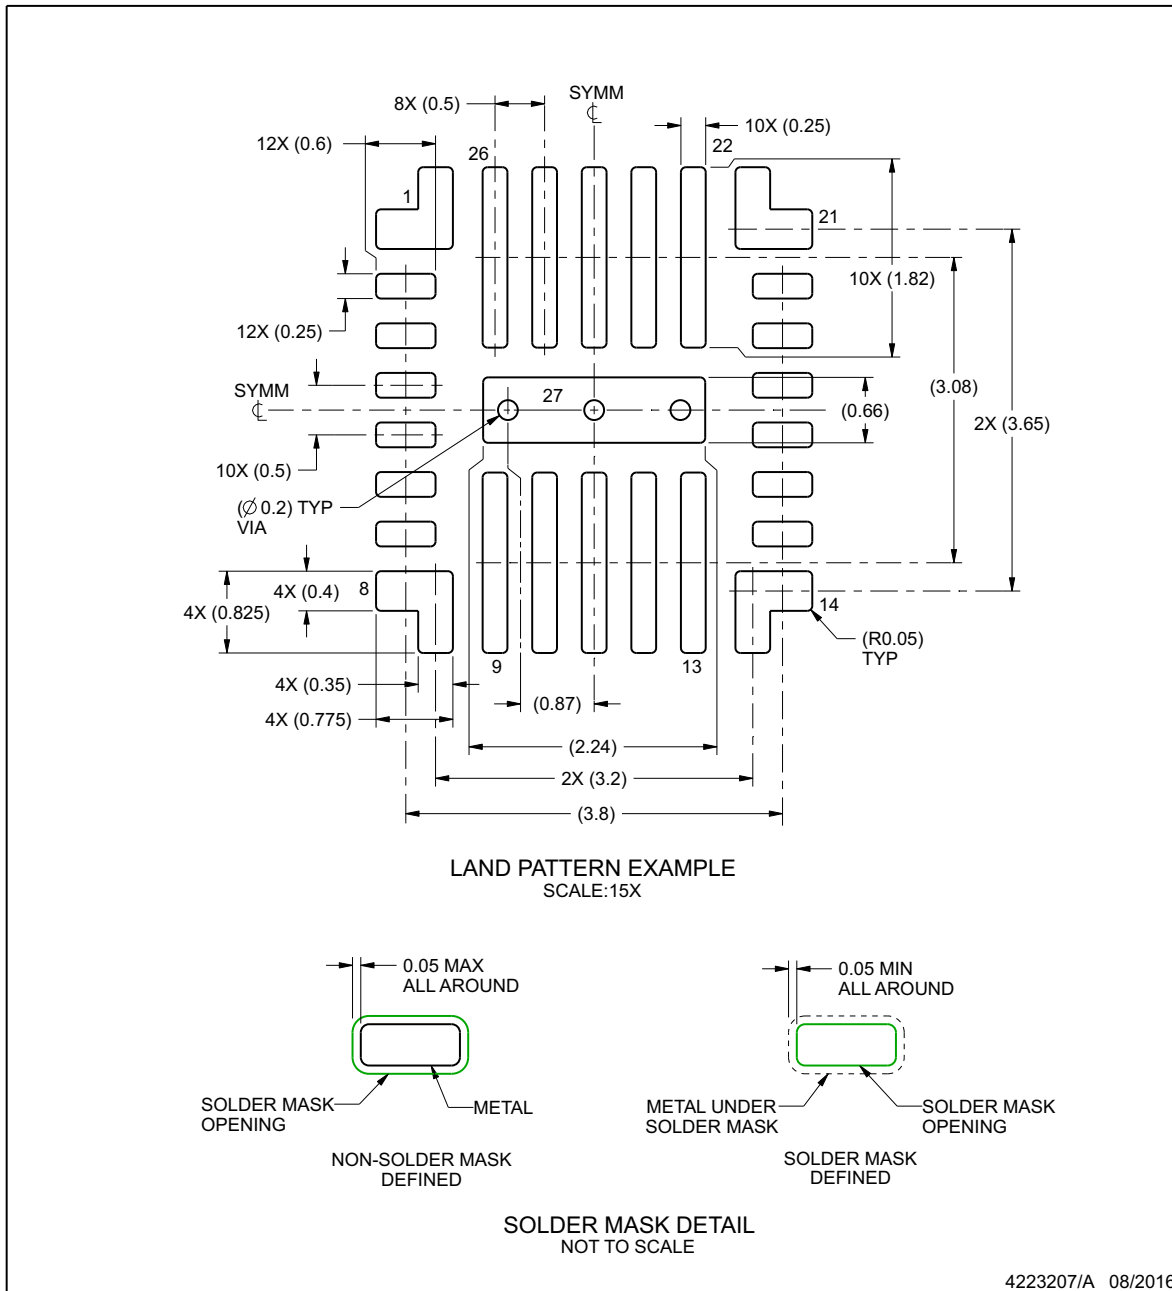 SYMM
℄
8X (0.5)
10X (0.25)
12X (0.6)
26
22
1
21
10X (1.82)
12X (0.25)
SYMM
℄
27
(3.08)
(0.66)
2X (3.65)
10X (0.5)
(Ø 0.2) TYP
VIA
8
4X (0.4)
4X (0.825)
14
(R0.05)
TYP
9
13
4X (0.35)
(0.87)
4X (0.775)
(2.24)
2X (3.2)
(3.8)
LAND PATTERN EXAMPLE
SCALE:15X
0.05 MAX
ALL AROUND
0.05 MIN
ALL AROUND
SOLDER MASK
OPENING
METAL
METAL UNDER
SOLDER MASK
SOLDER MASK
OPENING
NON-SOLDER MASK
DEFINED
SOLDER MASK
DEFINED
SOLDER MASK DETAIL
NOT TO SCALE
4223207/A 08/2016